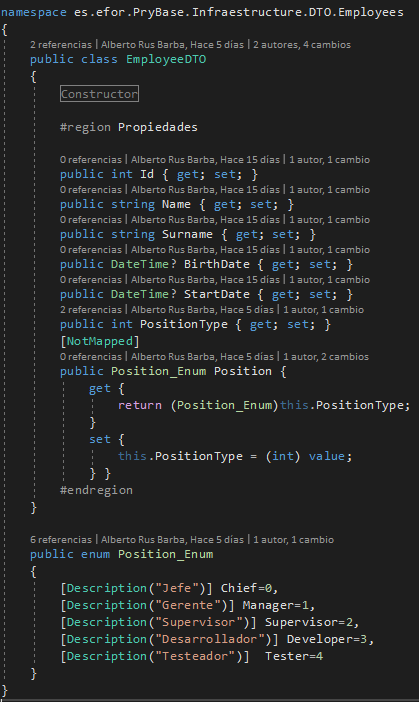 namespace es.efor.PryBase.Infraestructure.DTO.Employees
{
2 referencias | Alberto Rus Barba, Hace 5 días | 2 autores, 4 cambios
public class EmployeeDTO
{
Constructor
#region Propiedades
0 referencias | Alberto Rus Barba, Hace 15 días | 1 autor, 1 cambio
public int Id { get; set; }
0 referencias | Alberto Rus Barba, Hace 15 días | 1 autor, 1 cambio
public string Name { get; set; }
0 referencias | Alberto Rus Barba, Hace 15 días | 1 autor, 1 cambio
public string Surname { get; set; }
0 referencias | Alberto Rus Barba, Hace 15 días | 1 autor, 1 cambio
public DateTime? BirthDate { get; set; }
0 referencias | Alberto Rus Barba, Hace 15 días | 1 autor, 1 cambio
public DateTime? StartDate { get; set; }
2 referencias | Alberto Rus Barba, Hace 5 días | 1 autor, 1 cambio
public int PositionType { get; set; }
[NotMapped]
0 referencias | Alberto Rus Barba, Hace 5 días | 1 autor, 2 cambios
public Position_Enum Position {
get {
return (Position_Enum)this.PositionType;
}
set {
this.PositionType = (int) value;
} }
#endregion
}
6 referencias | Alberto Rus Barba, Hace 5 días | 1 autor, 1 cambio
public enum Position_Enum
{
[Description("Jefe")] Chief=0,
[Description("Gerente")] Manager=1,
[Description("Supervisor")] Supervisor=2,
[Description("Desarrollador")] Developer=3,
[Description("Testeador")]  Tester=4
}
}